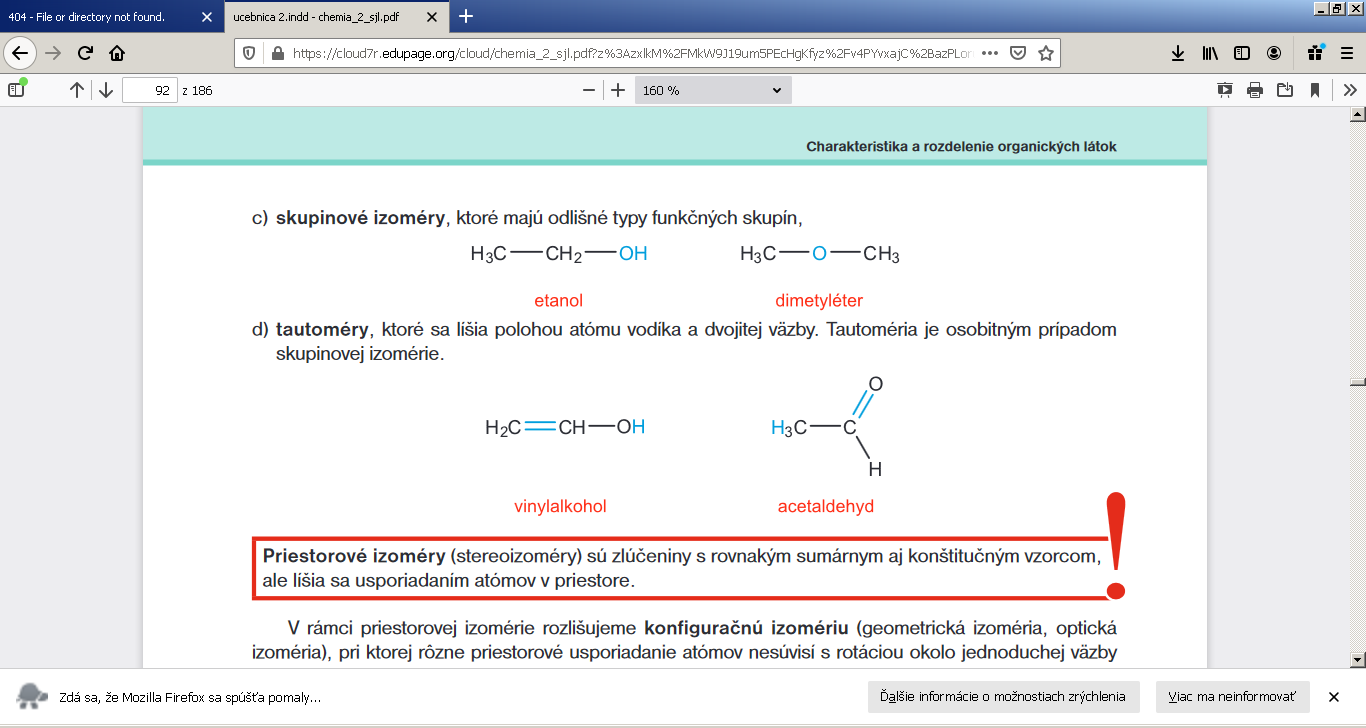 404 - File or directory not found.
ucebnica 2.indd - chemia_2_sjl.pdf
https://cloud7r.edupage.org/cloud/chemia_2_sjl.pdf?z%3AzxlkM%2FMkW9J19um5PEcHgKfyz%2Fv4PYvxajC%2BazPLor
92 z 186
160 %
Charakteristika a rozdelenie organických látok
c) skupinové izoméry, ktoré majú odlišné typy funkčných skupín,
H3C—CH2—OH H3C—O—CH3
etanol dimetyléter
d) tautoméry, ktoré sa líšia polohou atómu vodíka a dvojitej väzby. Tautoméria je osobitným prípadom
skupinovej izomérie.
O
H2C=CH—OH H3C—C
H
vinylalkohol acetaldehyd
Priestorové izoméry (stereoizoméry) sú zlúčeniny s rovnakým sumárnym aj konštitučným vzorcom,
ale líšia sa usporiadaním atómov v priestore.
!
V rámci priestorovej izomérie rozlišujeme konfiguračnú izomériu (geometrická izoméria, optická
izoméria), pri ktorej rôzne priestorové usporiadanie atómov nesúvisí s rotáciou okolo jednoduchej väzby
Zdá sa, že Mozilla Firefox sa spúšťa pomaly...
Ďalšie informácie o možnostiach zrýchlenia
Viac ma neinformovať